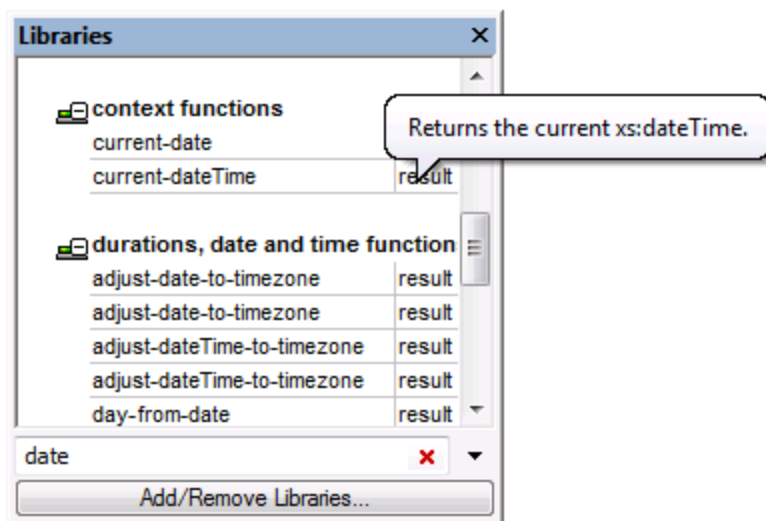 Libraries
context functions
Returns the current xs:dateTime.
current-date
current-dateTime result
durations, date and time function
adjust-date-to-timezone result
adjust-date-to-timezone result
adjust-dateTime-to-timezone result
adjust-dateTime-to-timezone result
day-from-date result
date
Add/Remove Libraries...